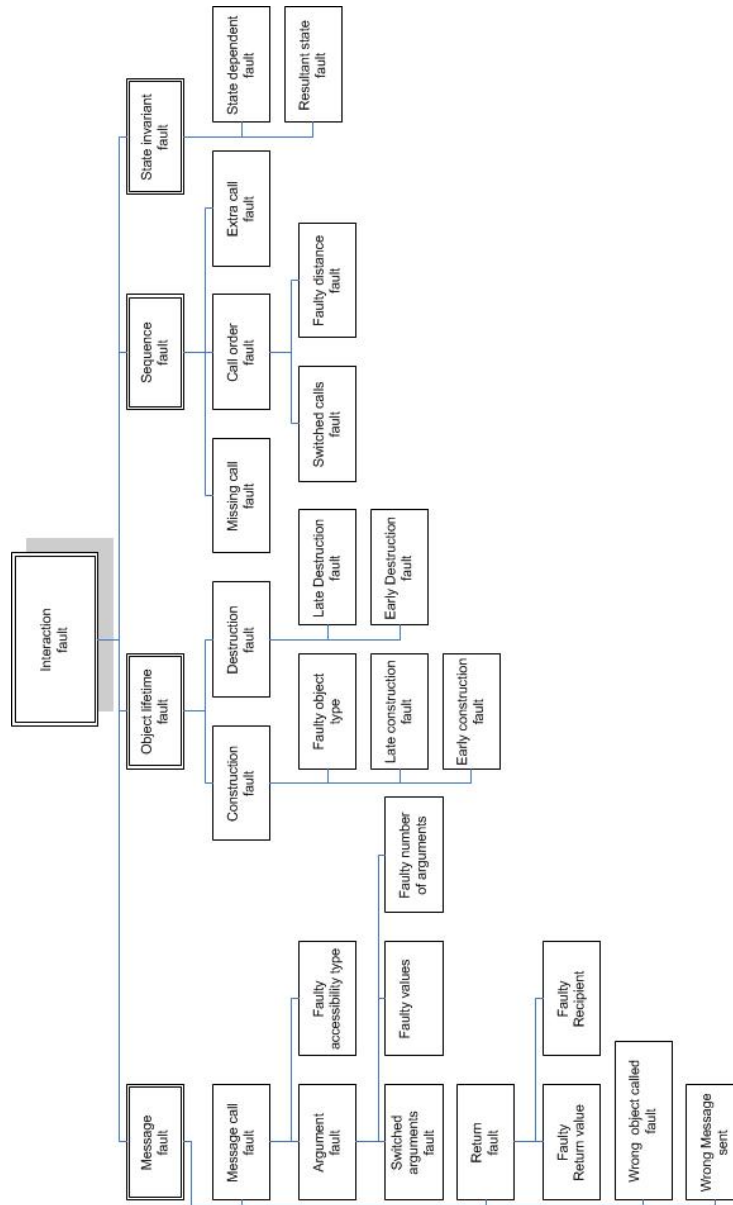 Interaction
fault
Message
fault
Object lifetime
fault
Sequence
fault
State invariant
fault
Message call
fault
Construction
fault
Destruction
fault
Missing call
fault
Call order
fault
Extra call
fault
State dependent
fault
Resultant state
fault
Argument
fault
Faulty
accessibility type
Faulty object
type
Late construction
fault
Early construction
fault
Late Destruction
fault
Early Destruction
fault
Switched calls
fault
Faulty distance
fault
Switched
arguments
fault
Faulty values
Faulty number
of arguments
Return
fault
Faulty
Return value
Faulty
Recipient
Wrong object called
fault
Wrong Message
sent